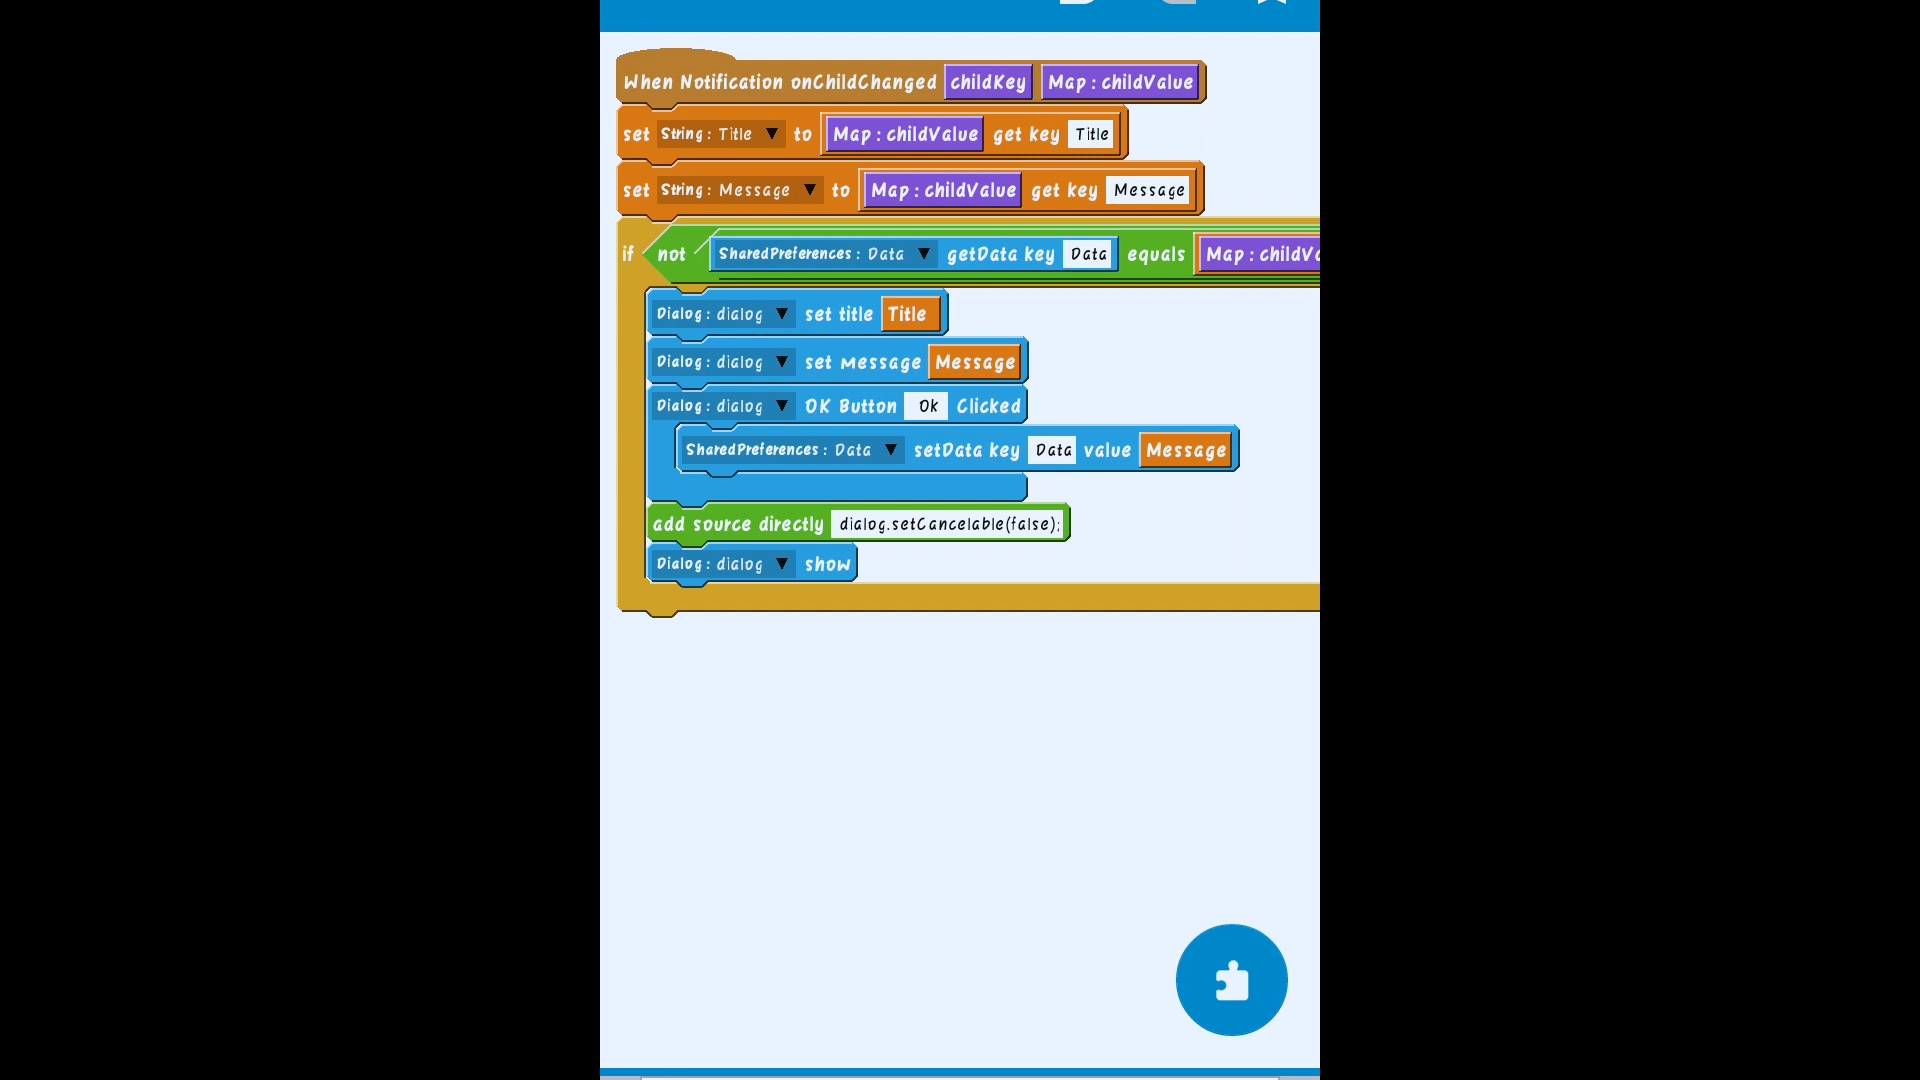 When Notification onChildChanged childKey Map : childValue
set String : Title to Map : childValue get key Title
set String : Message to Map : childValue get key Message
if not SharedPreferences : Data getData key Data equals Map :
Dialog : dialog set title Title
Dialog : dialog set message Message
Dialog : dialog OK Button Ok Clicked
SharedPreferences : Data setData key Data value Message
add source directly dialog.setCancelable(false);
Dialog : dialog show